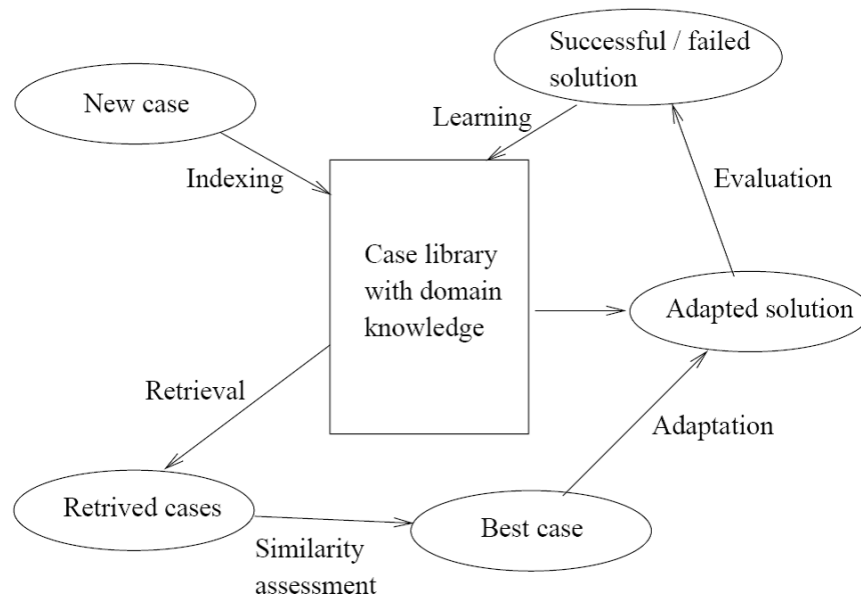 Successful / failed
solution
New case
Learning
Indexing
Evaluation
Case library
with domain
knowledge
Adapted solution
Retrieval
Adaptation
Retrived cases
Best case
Similarity
assessment